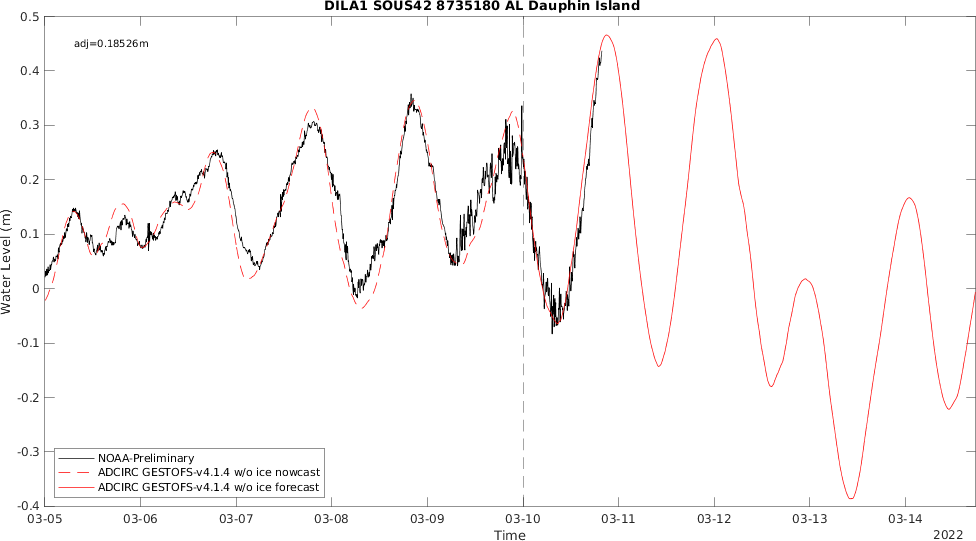 DILA1 SOUS42 8735180 AL Dauphin Island
adj=0.18526m
Water Level (m)
0.5
0.4
0.3
0.2
0.1
0
-0.1
-0.2
-0.3
-0.4
NOAA-Preliminary
ADCIRC GESTOFS-v4.1.4 w/o ice nowcast
ADCIRC GESTOFS-v4.1.4 w/o ice forecast
03-05 03-06 03-07 03-08 03-09 03-10 03-11 03-12 03-13 03-14
Time
2022